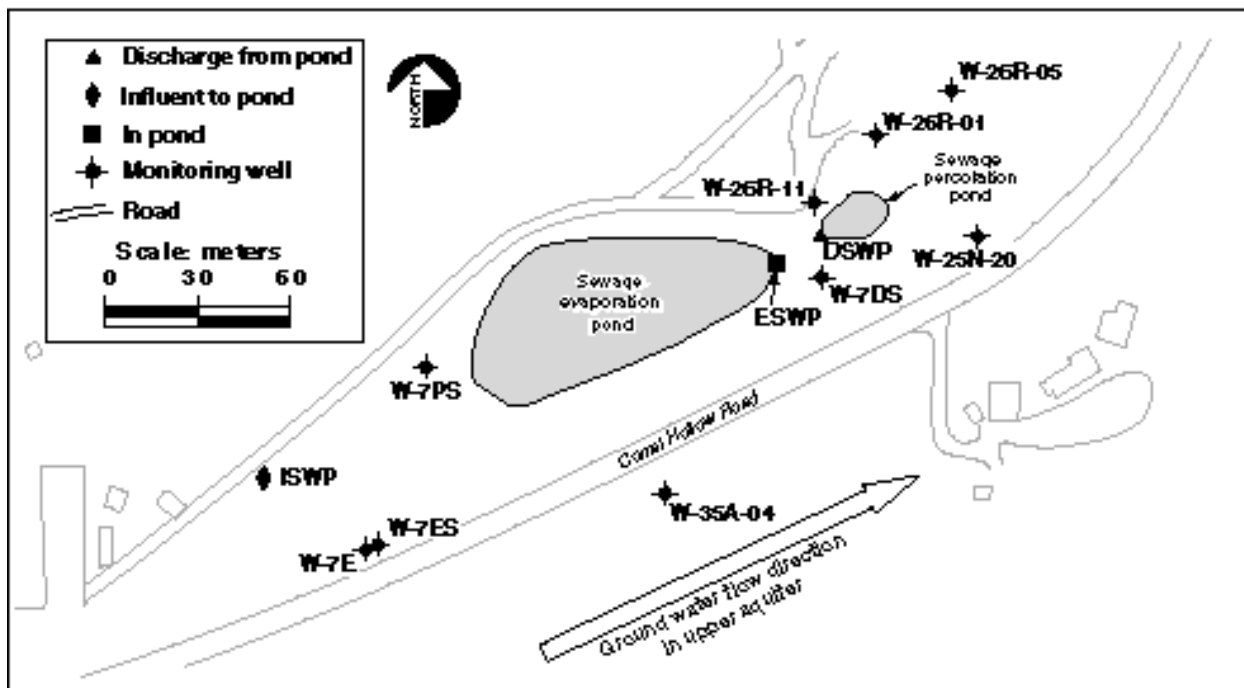 Discharge from pond
Influent to pond
In pond
Monitoring well
Road
Scale: meters
0 30 60
NORTH
W-26R-05
W-26R-01
Sewage
percolation
pond
W-26R-11
DSWP
W-25N-20
W-7DS
ESWP
Sewage
evaporation
pond
W-7PS
Corral Hollow Road
ISWP
W-7ES
W-7E
W-35A-04
Ground water flow direction
in upper aquifer